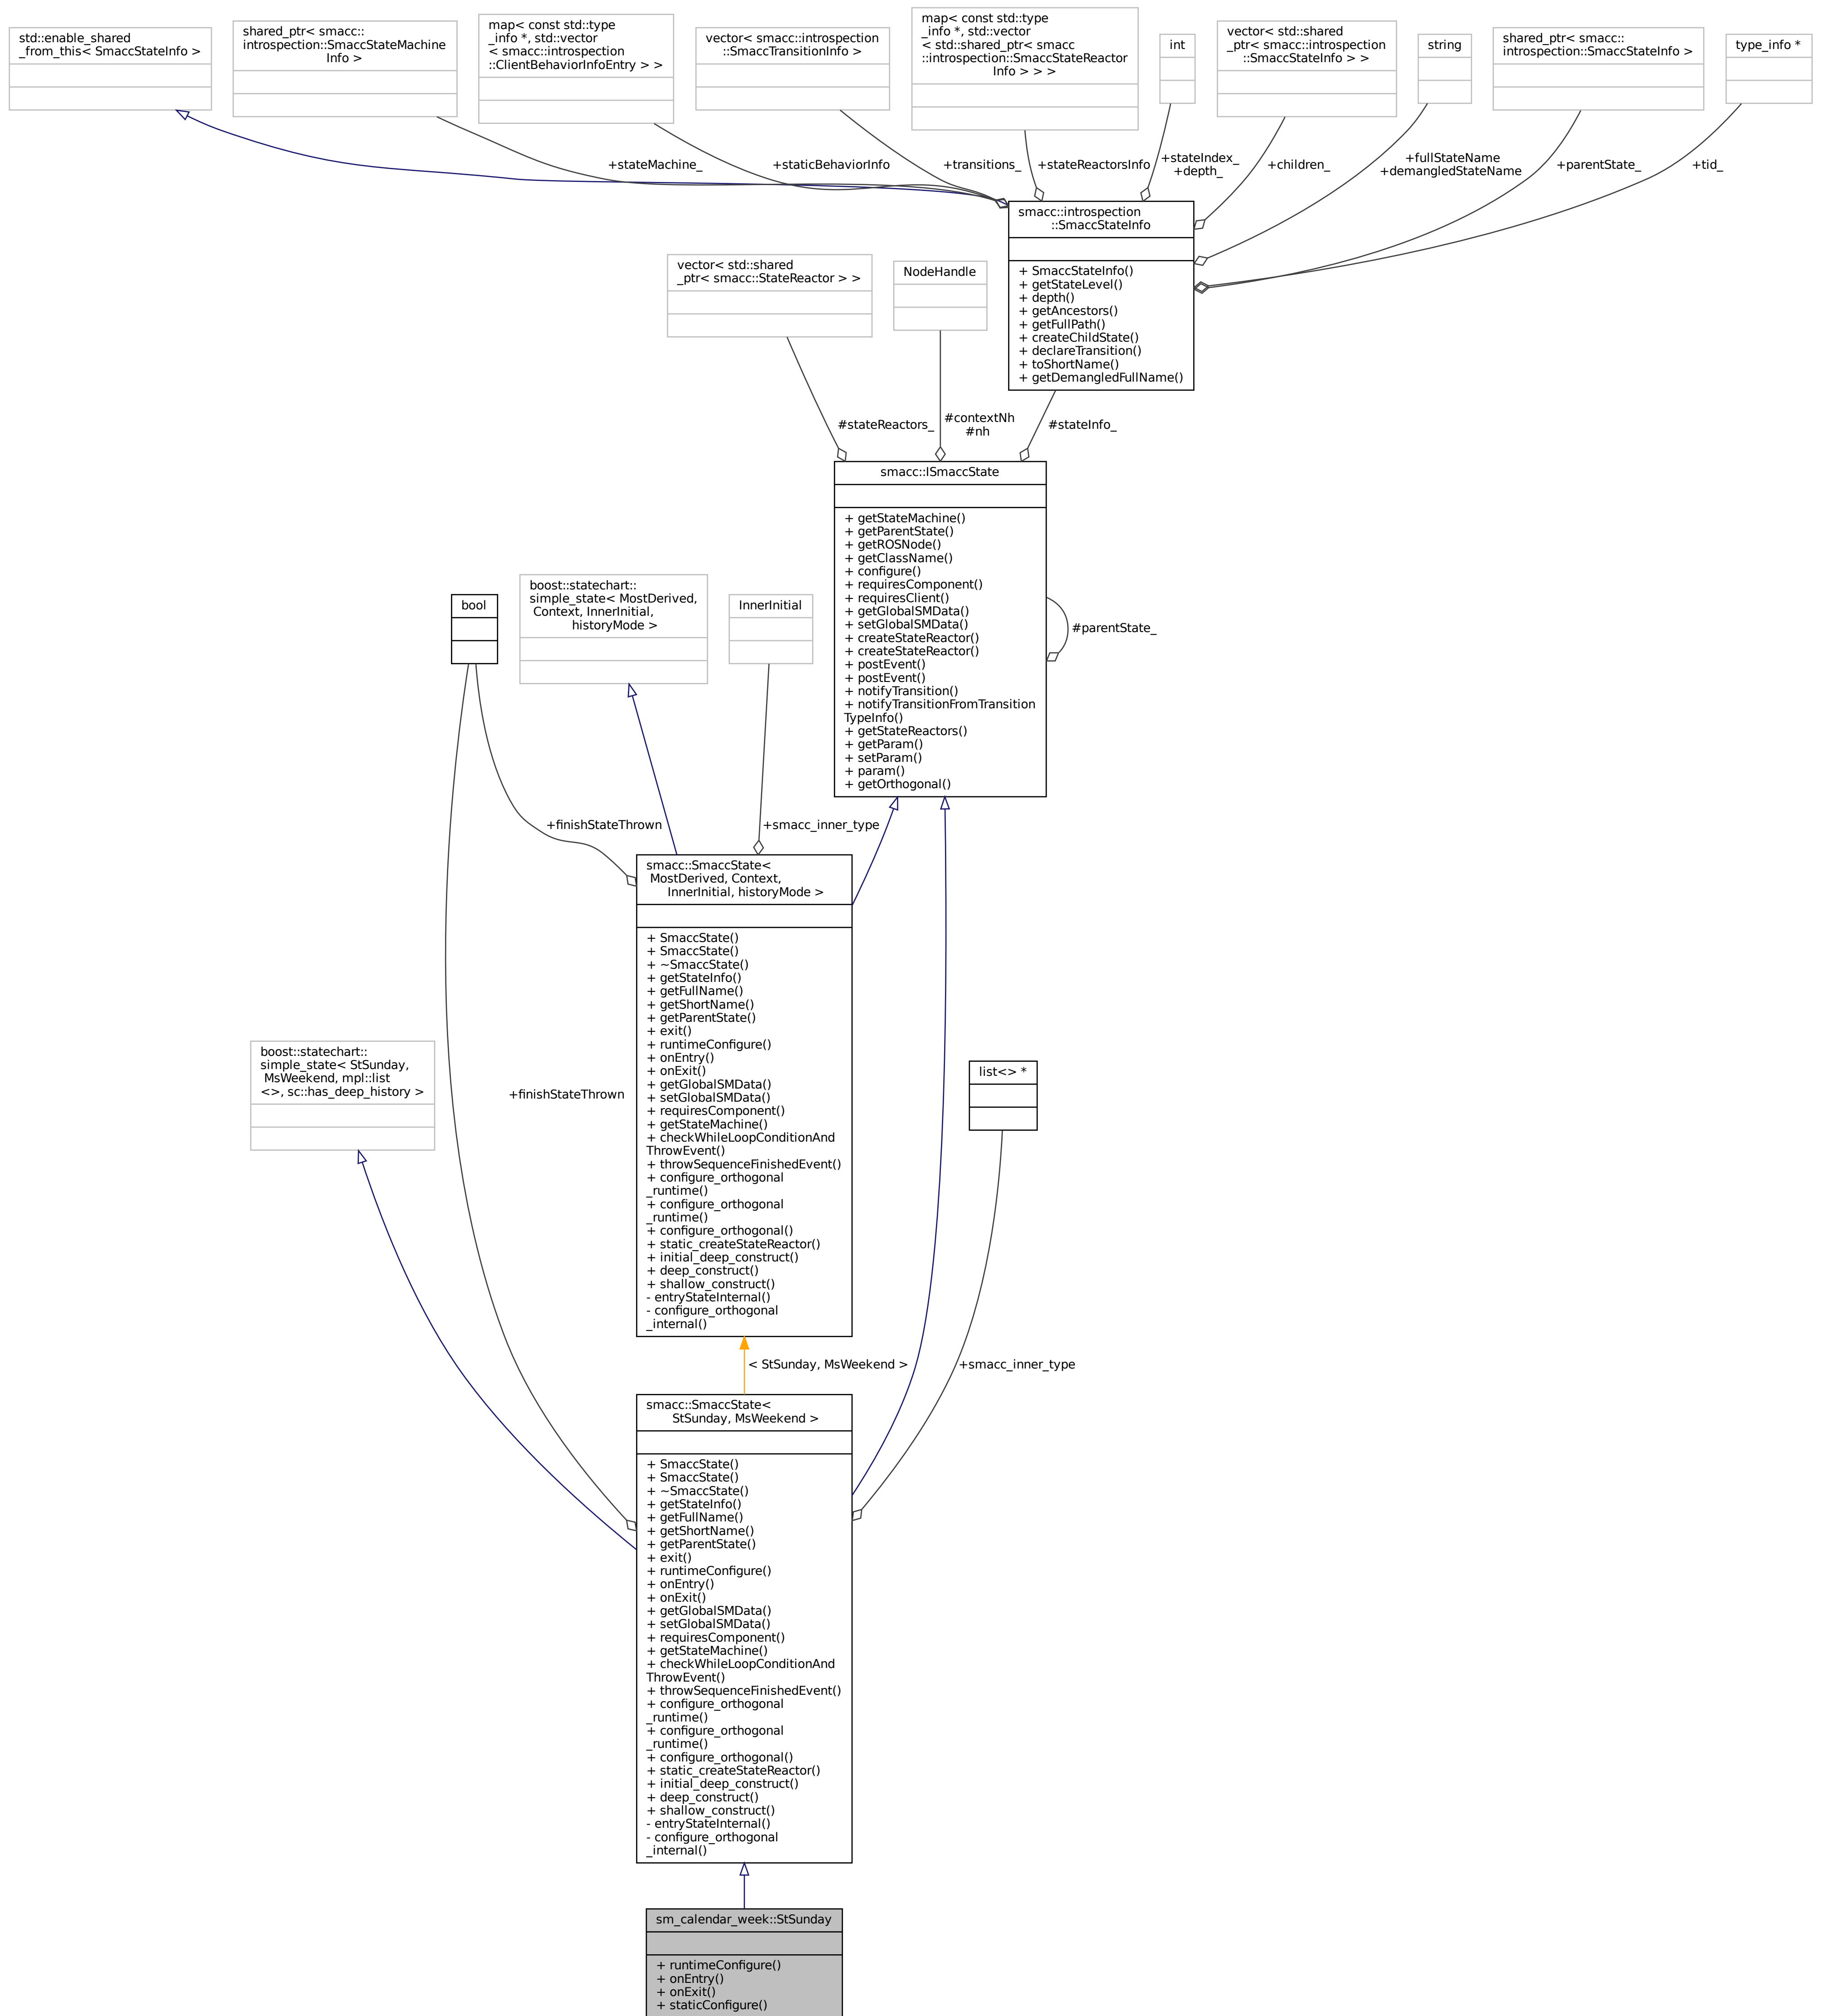 std::enable_shared
_from_this< SmaccStateInfo >
shared_ptr< smacc::
introspection::SmaccStateMachine
Info >
map< const std::type
_info *, std::vector
< smacc::introspection
::ClientBehaviorInfoEntry > >
vector< smacc::introspection
::SmaccTransitionInfo >
map< const std::type
_info *, std::vector
< std::shared_ptr< smacc
::introspection::SmaccStateReactor
Info > > >
int
vector< std::shared
_ptr< smacc::introspection
::SmaccStateInfo > >
string
shared_ptr< smacc::
introspection::SmaccStateInfo >
type_info *
+stateMachine_
+staticBehaviorInfo
+transitions_
+stateReactorsInfo
+stateIndex_
+depth_
+children_
+fullStateName
+demangledStateName
+parentState_
+tid_
smacc::introspection
::SmaccStateInfo
+ SmaccStateInfo()
+ getStateLevel()
+ depth()
+ getAncestors()
+ getFullPath()
+ createChildState()
+ declareTransition()
+ toShortName()
+ getDemangledFullName()
vector< std::shared
_ptr< smacc::StateReactor > >
NodeHandle
#stateReactors_
#contextNh
#nh
#stateInfo_
smacc::ISmaccState
+ getStateMachine()
+ getParentState()
+ getROSNode()
+ getClassName()
+ configure()
+ requiresComponent()
+ requiresClient()
+ getGlobalSMData()
+ setGlobalSMData()
+ createStateReactor()
+ createStateReactor()
+ postEvent()
+ postEvent()
+ notifyTransition()
+ notifyTransitionFromTransition
TypeInfo()
+ getStateReactors()
+ getParam()
+ setParam()
+ param()
+ getOrthogonal()
#parentState_
bool
boost::statechart::
simple_state< MostDerived,
Context, InnerInitial,
historyMode >
InnerInitial
+finishStateThrown
+smacc_inner_type
smacc::SmaccState<
MostDerived, Context,
InnerInitial, historyMode >
+ SmaccState()
+ SmaccState()
+ ~SmaccState()
+ getStateInfo()
+ getFullName()
+ getShortName()
+ getParentState()
+ exit()
+ runtimeConfigure()
+ onEntry()
+ onExit()
+ getGlobalSMData()
+ setGlobalSMData()
+ requiresComponent()
+ getStateMachine()
+ checkWhileLoopConditionAnd
ThrowEvent()
+ throwSequenceFinishedEvent()
+ configure_orthogonal
_runtime()
+ configure_orthogonal
_runtime()
+ configure_orthogonal()
+ static_createStateReactor()
+ initial_deep_construct()
+ deep_construct()
+ shallow_construct()
- entryStateInternal()
- configure_orthogonal
_internal()
boost::statechart::
simple_state< StSunday,
MsWeekend, mpl::list
<>, sc::has_deep_history >
+finishStateThrown
list<> *
< StSunday, MsWeekend >
+smacc_inner_type
smacc::SmaccState<
StSunday, MsWeekend >
+ SmaccState()
+ SmaccState()
+ ~SmaccState()
+ getStateInfo()
+ getFullName()
+ getShortName()
+ getParentState()
+ exit()
+ runtimeConfigure()
+ onEntry()
+ onExit()
+ getGlobalSMData()
+ setGlobalSMData()
+ requiresComponent()
+ getStateMachine()
+ checkWhileLoopConditionAnd
ThrowEvent()
+ throwSequenceFinishedEvent()
+ configure_orthogonal
_runtime()
+ configure_orthogonal
_runtime()
+ configure_orthogonal()
+ static_createStateReactor()
+ initial_deep_construct()
+ deep_construct()
+ shallow_construct()
- entryStateInternal()
- configure_orthogonal
_internal()
sm_calendar_week::StSunday
+ runtimeConfigure()
+ onEntry()
+ onExit()
+ staticConfigure()